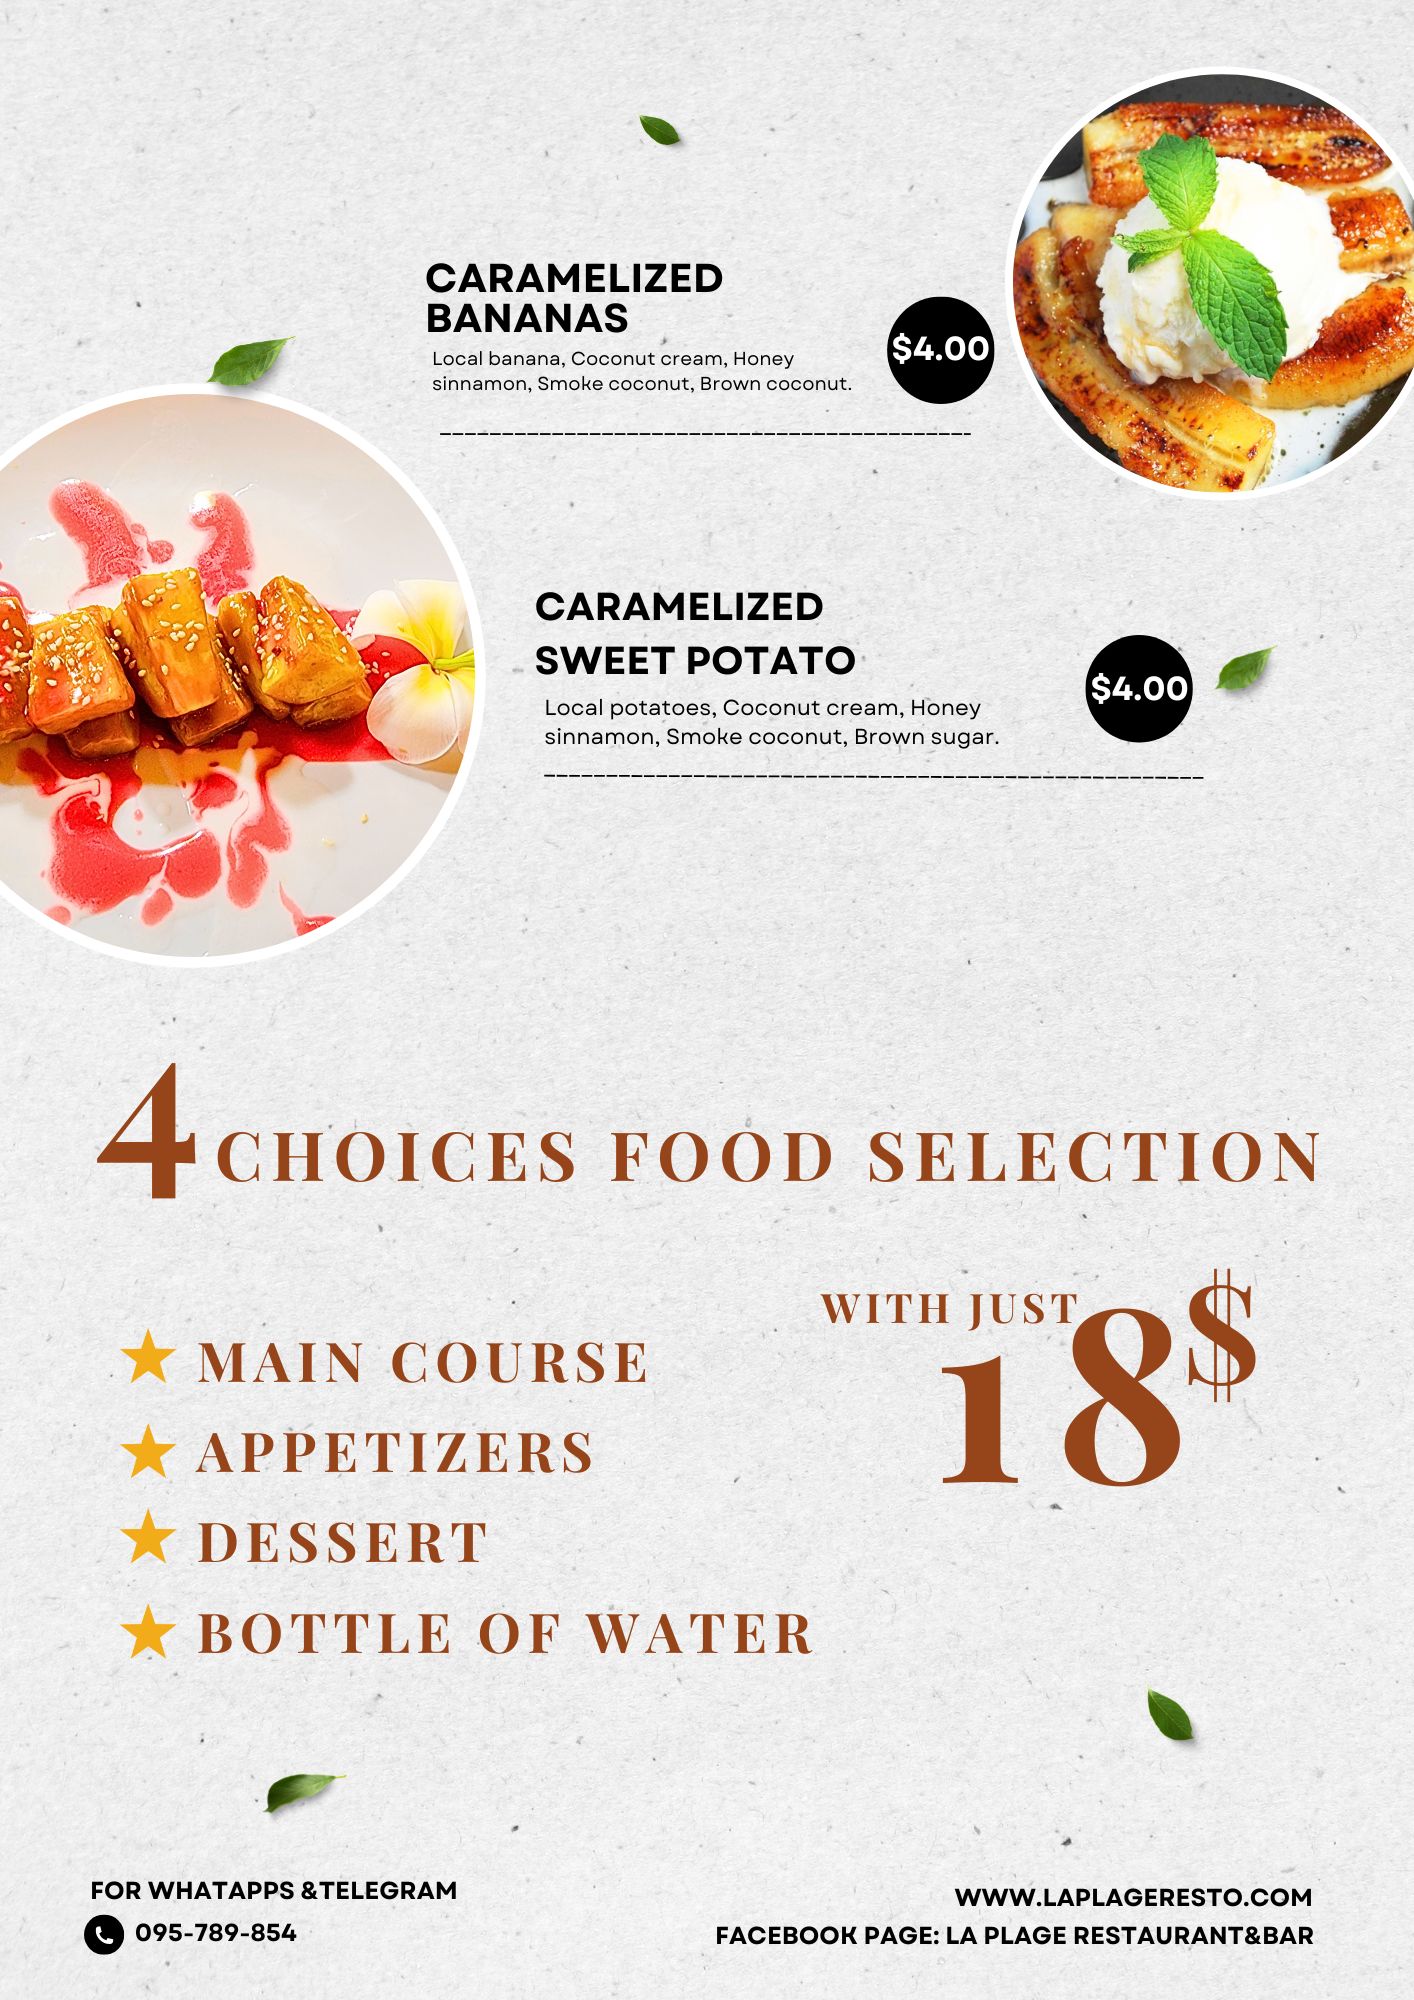 CARAMELIZED
BANANAS
Local banana, Coconut cream, Honey
sinnamon, Smoke coconut, Brown coconut.
$4.00
CARAMELIZED
SWEET POTATO
Local potatoes, Coconut cream, Honey
sinnamon, Smoke coconut, Brown sugar.
$4.00
4 CHOICES FOOD SELECTION
WITH JUST
18$
MAIN COURSE
APPETIZERS
DESSERT
BOTTLE OF WATER
FOR WHATAPPS &TELEGRAM
095-789-854
WWW.LAPLAGERESTO.COM
FACEBOOK PAGE: LA PLAGE RESTAURANT&BAR